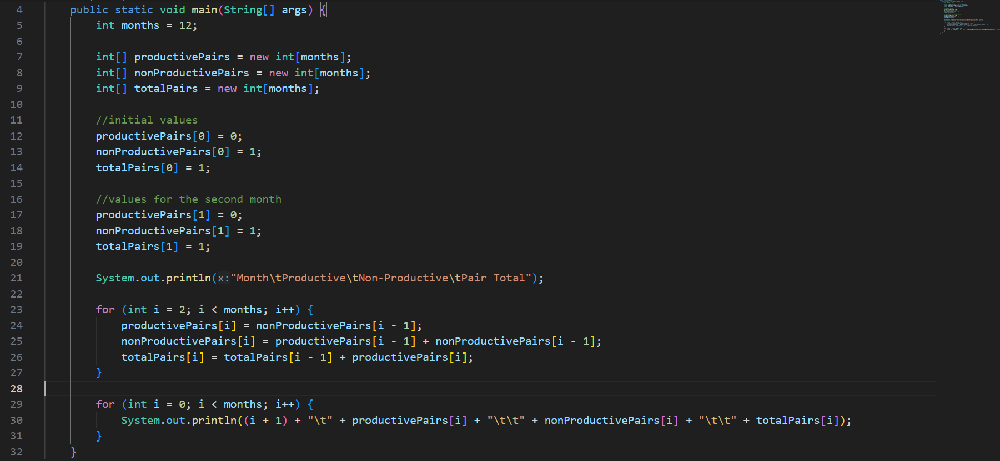 4 public static void main(String[] args) {
5 int months = 12;
6
7 int[] productivePairs = new int[months];
8 int[] nonProductivePairs = new int[months];
9 int[] totalPairs = new int[months];
10
11 //initial values
12 productivePairs[0] = 0;
13 nonProductivePairs[0] = 1;
14 totalPairs[0] = 1;
15
16 //values for the second month
17 productivePairs[1] = 0;
18 nonProductivePairs[1] = 1;
19 totalPairs[1] = 1;
20
21 System.out.println(x:"Month\tProductive\tNon-Productive\tPair Total");
22
23 for (int i = 2; i < months; i++) {
24 productivePairs[i] = nonProductivePairs[i - 1];
25 nonProductivePairs[i] = productivePairs[i - 1] + nonProductivePairs[i - 1];
26 totalPairs[i] = totalPairs[i - 1] + productivePairs[i];
27 }
28
29 for (int i = 0; i < months; i++) {
30 System.out.println((i + 1) + "\t" + productivePairs[i] + "\t\t" + nonProductivePairs[i] + "\t\t" + totalPairs[i]);
31 }
32 }